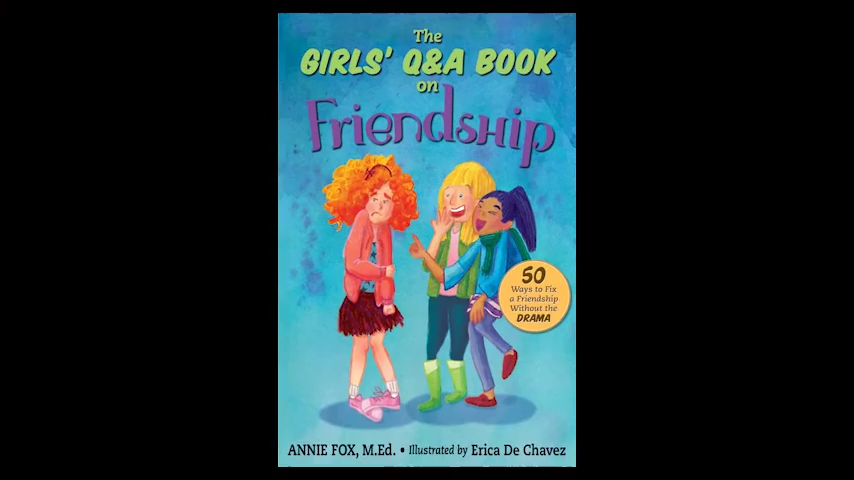 The
GIRLS' Q&A BOOK
on
Friendship
50
Ways to Fix
a Friendship
Without the
DRAMA
ANNIE FOX, M.Ed. • Illustrated by Erica De Chavez